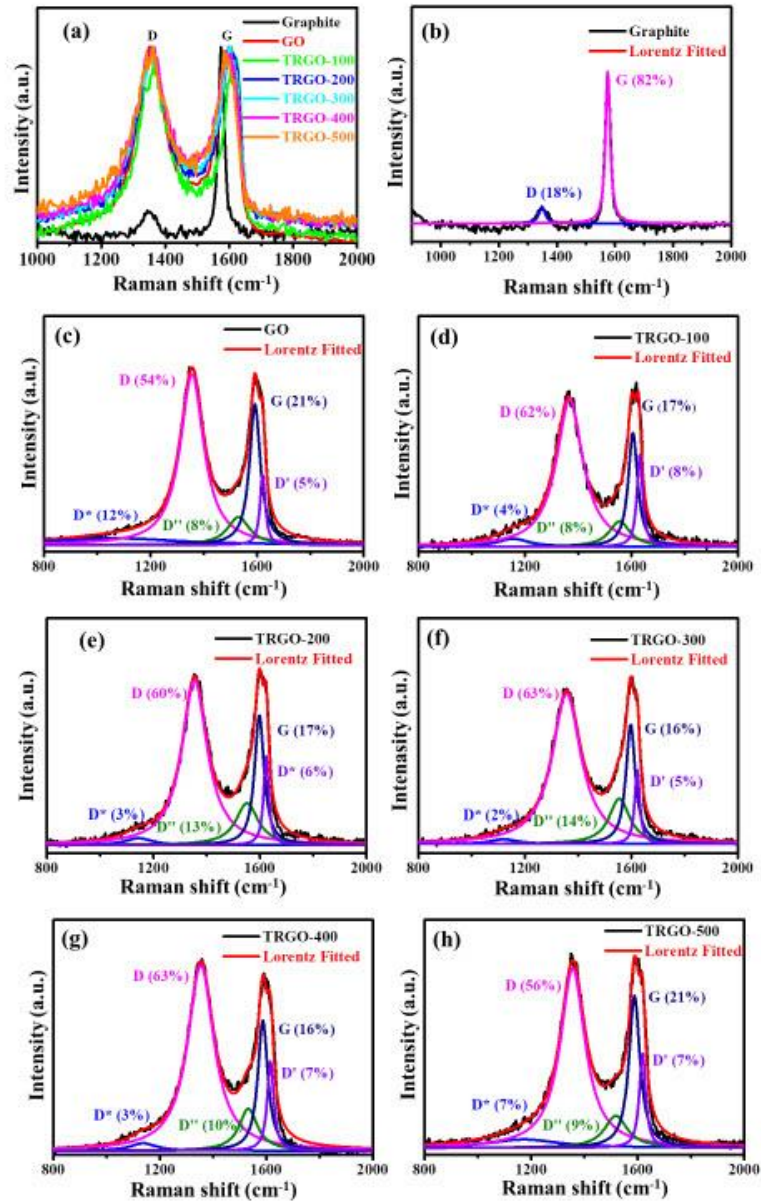 (a)
D
G
Graphite
GO
TRGO-100
TRGO-200
TRGO-300
TRGO-400
TRGO-500
Intensity (a.u.)
1000 1200 1400 1600 1800 2000
Raman shift (cm-1)
(b)
Graphite
Lorentz Fitted
G (82%)
D (18%)
Intensity (a.u.)
1000 1200 1400 1600 1800 2000
Raman shift (cm-1)
(c)
GO
Lorentz Fitted
D (54%)
G (21%)
D' (5%)
D* (12%)
D'' (8%)
Intensity (a.u.)
800 1200 1600 2000
Raman shift (cm-1)
(d)
TRGO-100
Lorentz Fitted
D (62%)
G (17%)
D' (8%)
D* (4%)
D'' (8%)
Intensity (a.u.)
800 1200 1600 2000
Raman shift (cm-1)
(e)
TRGO-200
Lorentz Fitted
D (60%)
G (17%)
D* (6%)
D* (3%)
D'' (13%)
Intensity (a.u.)
800 1200 1600 2000
Raman shift (cm-1)
(f)
TRGO-300
Lorentz Fitted
D (63%)
G (16%)
D' (5%)
D* (2%)
D'' (14%)
Intenasity (a.u.)
800 1200 1600 2000
Raman shift (cm-1)
(g)
TRGO-400
Lorentz Fitted
D (63%)
G (16%)
D' (7%)
D* (3%)
D'' (10%)
Intensity (a.u.)
800 1200 1600 2000
Raman shift (cm-1)
(h)
TRGO-500
Lorentz Fitted
D (56%)
G (21%)
D' (7%)
D* (7%)
D'' (9%)
Intensity (a.u.)
800 1200 1600 2000
Raman shift (cm-1)